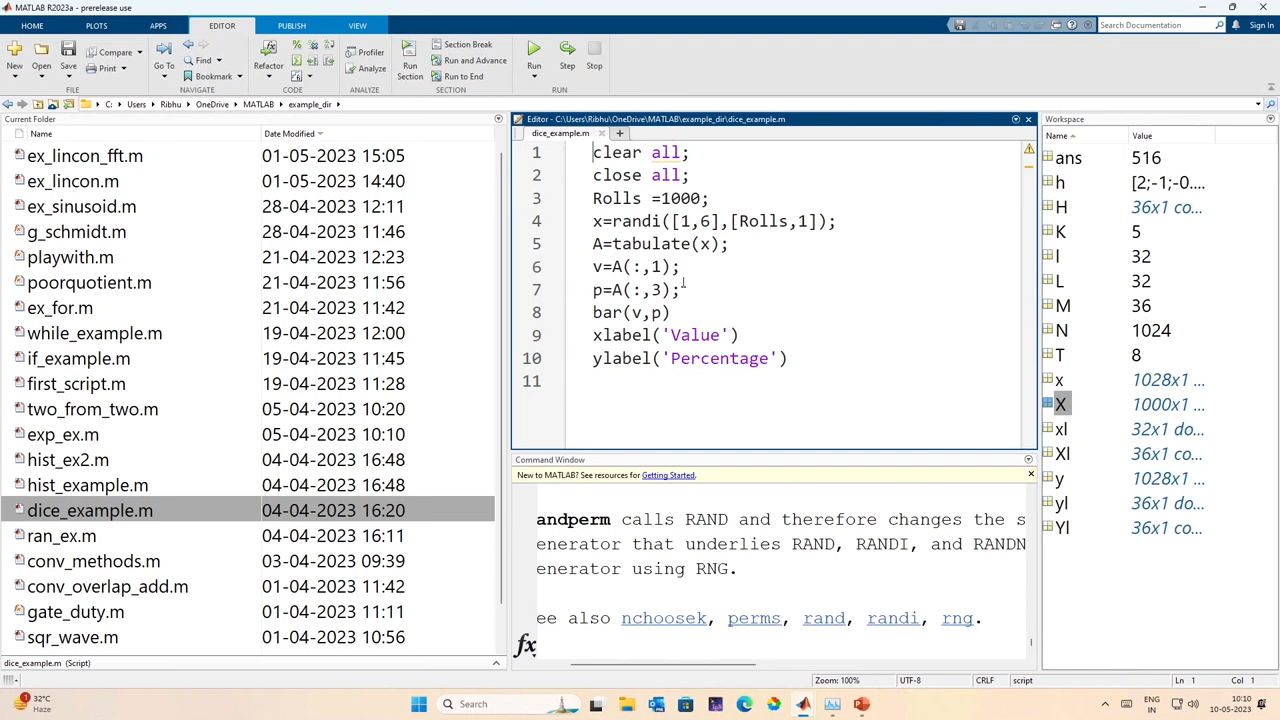 MATLAB R2023a - prerelease use
HOME PLOTS APPS EDITOR PUBLISH VIEW
Search Documentation
Sign In
New Open Save
Compare
Print
FILE
Go To
Find
Bookmark
NAVIGATE
Refactor
CODE
Profiler
Analyze
ANALYZE
Run Section
Section Break
Run and Advance
Run to End
SECTION
Run Step Stop
RUN
C: Users Ribhu OneDrive MATLAB example_dir
Current Folder
Name Date Modified
ex_lincon_fft.m 01-05-2023 15:05
ex_lincon.m 01-05-2023 14:40
ex_sinusoid.m 28-04-2023 12:11
g_schmidt.m 28-04-2023 11:46
playwith.m 21-04-2023 12:23
poorquotient.m 21-04-2023 11:56
ex_for.m 21-04-2023 11:42
while_example.m 19-04-2023 12:00
if_example.m 19-04-2023 11:45
first_script.m 19-04-2023 11:28
two_from_two.m 05-04-2023 10:20
exp_ex.m 05-04-2023 10:10
hist_ex2.m 04-04-2023 16:48
hist_example.m 04-04-2023 16:48
dice_example.m 04-04-2023 16:20
ran_ex.m 04-04-2023 16:11
conv_methods.m 03-04-2023 09:39
conv_overlap_add.m 01-04-2023 11:42
gate_duty.m 01-04-2023 11:11
sqr_wave.m 01-04-2023 10:56
dice_example.m (Script)
Editor - C:\Users\Ribhu\OneDrive\MATLAB\example_dir\dice_example.m
dice_example.m
1 clear all;
2 close all;
3 Rolls =1000;
4 x=randi([1,6],[Rolls,1]);
5 A=tabulate(x);
6 v=A(:,1);
7 p=A(:,3);
8 bar(v,p)
9 xlabel('Value')
10 ylabel('Percentage')
11
Command Window
New to MATLAB? See resources for Getting Started.
andperm calls RAND and therefore changes the s
enerator that underlies RAND, RANDI, and RANDN
enerator using RNG.
ee also nchoosek, perms, rand, randi, rng.
fx
Workspace
Name Value
ans 516
h [2;-1;-0....
H 36x1 co...
K 5
l 32
L 32
M 36
N 1024
T 8
x 1028x1 ...
X 1000x1 ...
xl 32x1 do...
Xl 36x1 co...
y 1028x1 ...
yl 36x1 do...
Yl 36x1 co...
Zoom: 100% UTF-8 CRLF script Ln 1 Col 1
1
32°C
Haze
Search
ENG
IN
10:10
10-05-2023